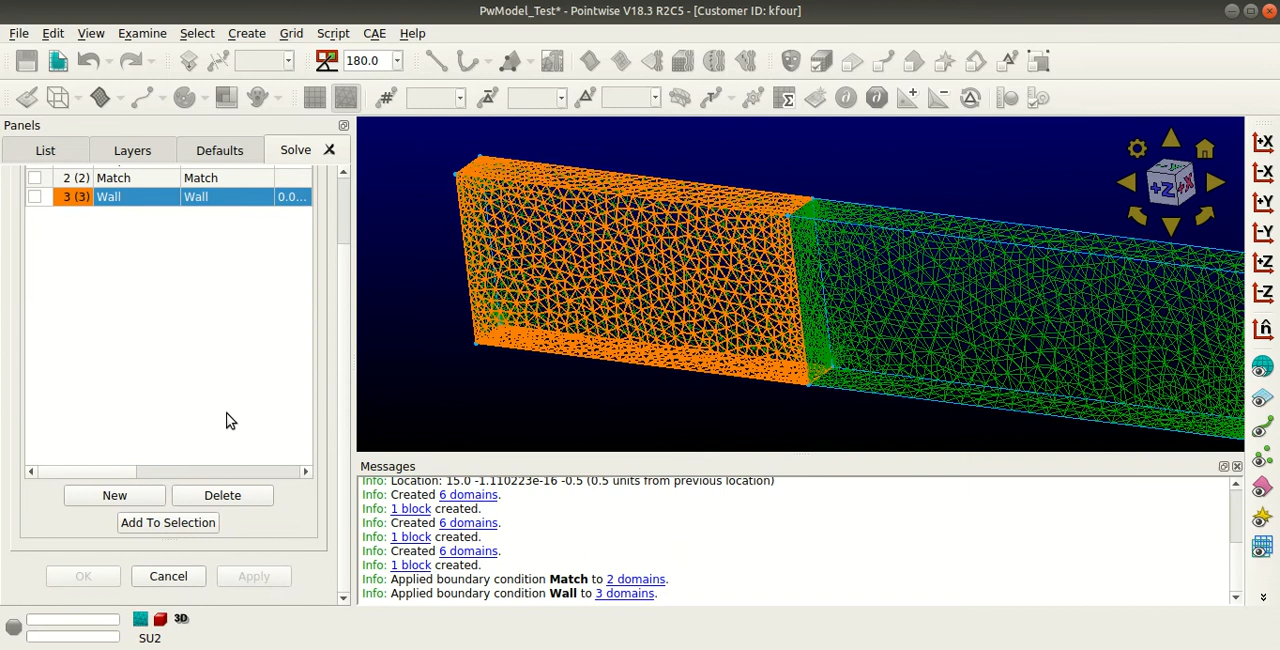 PwModel_Test* - Pointwise V18.3 R2C5 - [Customer ID: kfour]
File Edit View Examine Select Create Grid Script CAE Help
180.0
Panels
List Layers Defaults Solve
2 (2) Match Match
3 (3) Wall Wall 0.0...
New Delete
Add To Selection
OK Cancel Apply
+Z +X
Messages
Info: Location: 15.0 -1.110223e-16 -0.5 (0.5 units from previous location)
Info: Created 6 domains.
Info: 1 block created.
Info: Created 6 domains.
Info: 1 block created.
Info: Created 6 domains.
Info: 1 block created.
Info: Applied boundary condition Match to 2 domains.
Info: Applied boundary condition Wall to 3 domains.
+X
-X
+Y
-Y
+Z
-Z
n̂
3D
SU2